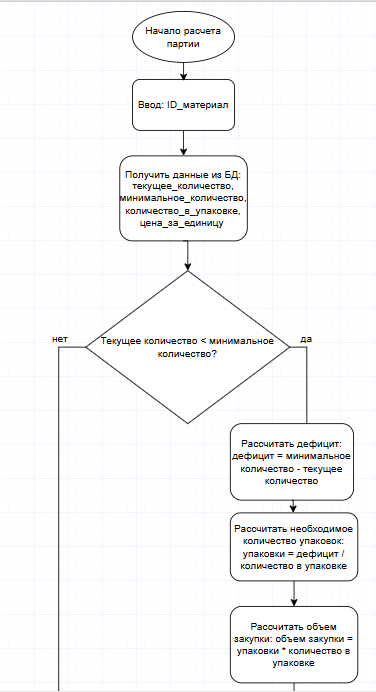 Начало расчета
партии
Ввод: ID_материал
Получить данные из БД:
текущее_количество,
минимальное_количество,
количество_в_упаковке,
цена_за_единицу
Текущее количество < минимальное
количество?
нет
да
Рассчитать дефицит:
дефицит = минимальное
количество - текущее
количество
Рассчитать необходимое
количество упаковок:
упаковки = дефицит /
количество в упаковке
Рассчитать объем
закупки: объем закупки =
упаковки * количество в
упаковке